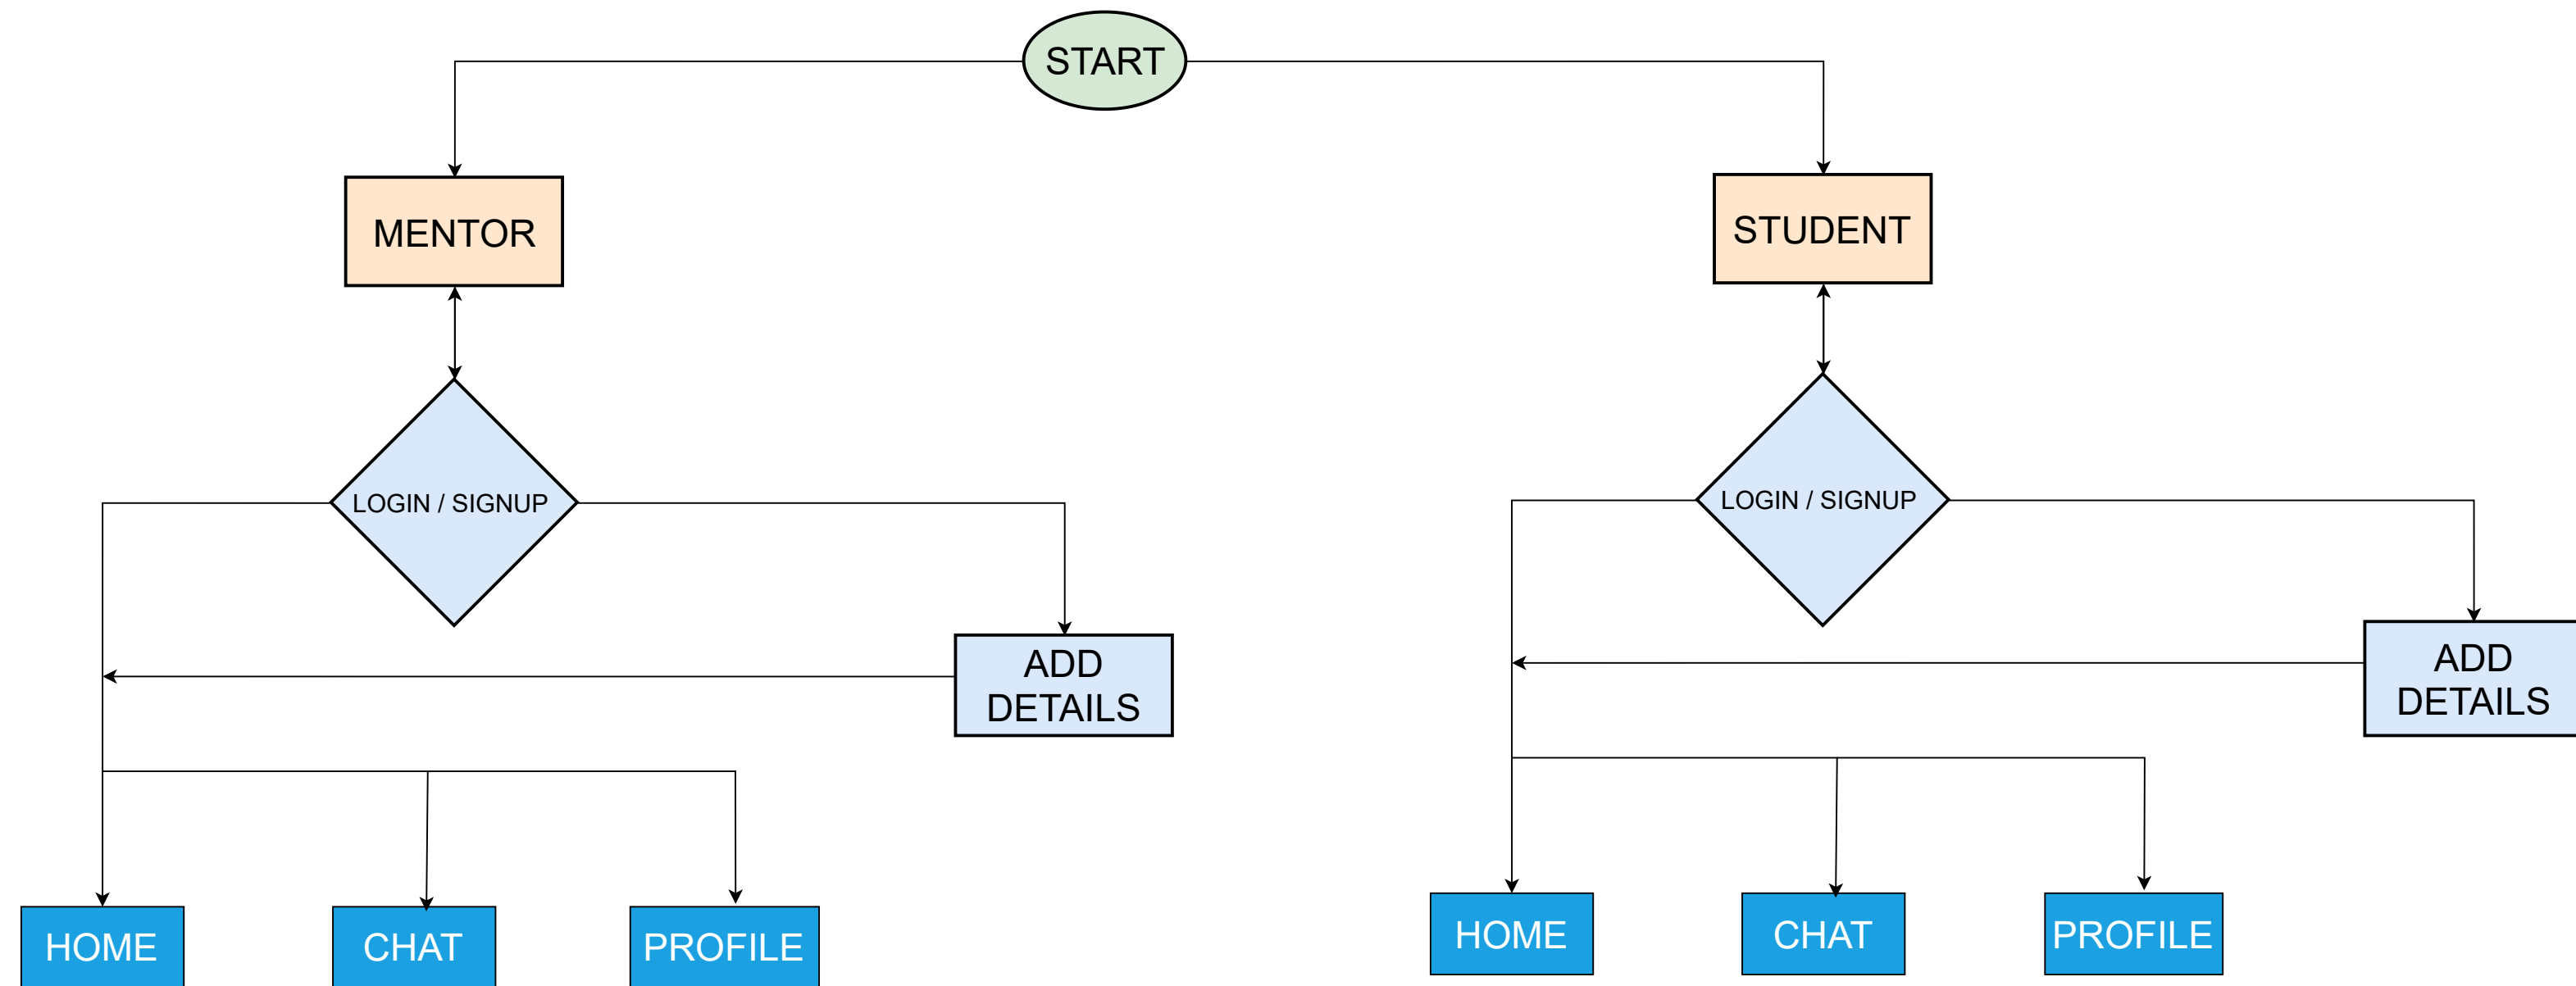 START
MENTOR
STUDENT
LOGIN / SIGNUP
LOGIN / SIGNUP
ADD
DETAILS
ADD
DETAILS
HOME
CHAT
PROFILE
HOME
CHAT
PROFILE